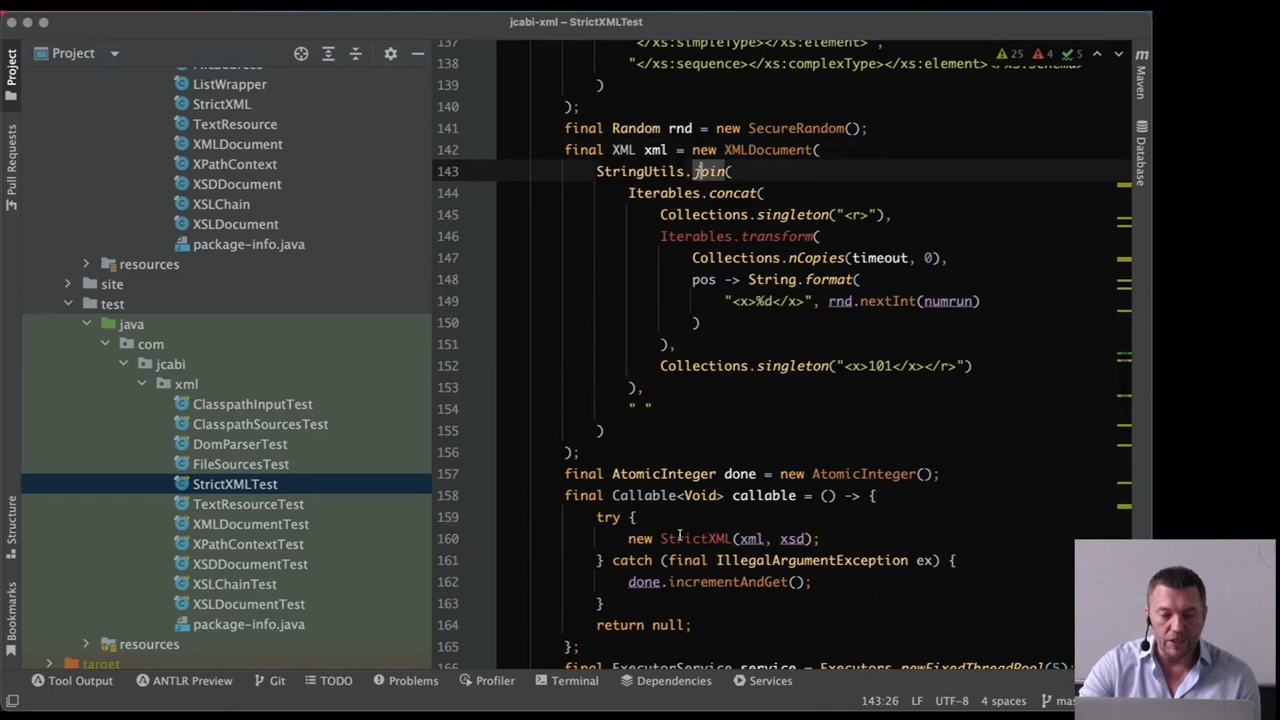 jcabi-xml – StrictXMLTest
Project
Project
Pull Requests
Structure
Bookmarks
ListWrapper
StrictXML
TextResource
XMLDocument
XPathContext
XSDDocument
XSLChain
XSLDocument
package-info.java
resources
site
test
java
com
jcabi
xml
ClasspathInputTest
ClasspathSourcesTest
DomParserTest
FileSourcesTest
StrictXMLTest
TextResourceTest
XMLDocumentTest
XPathContextTest
XSDDocumentTest
XSLChainTest
XSLDocumentTest
package-info.java
resources
target
25 4 5
137 "</xs:simpleType></xs:element>",
138 "</xs:sequence></xs:complexType></xs:element></xs:schema>"
139 )
140 );
141 final Random rnd = new SecureRandom();
142 final XML xml = new XMLDocument(
143 StringUtils.join(
144 Iterables.concat(
145 Collections.singleton("<r>"),
146 Iterables.transform(
147 Collections.nCopies(timeout, 0),
148 pos -> String.format(
149 "<x>%d</x>", rnd.nextInt(numrun)
150 )
151 ),
152 Collections.singleton("<x>101</x></r>")
153 ),
154 " "
155 )
156 );
157 final AtomicInteger done = new AtomicInteger();
158 final Callable<Void> callable = () -> {
159 try {
160 new StrictXML(xml, xsd);
161 } catch (final IllegalArgumentException ex) {
162 done.incrementAndGet();
163 }
164 return null;
165 };
166 final ExecutorService service = Executors.newFixedThreadPool(5);
Maven
Database
Tool Output ANTLR Preview Git TODO Problems Profiler Terminal Dependencies Services
143:26 LF UTF-8 4 spaces